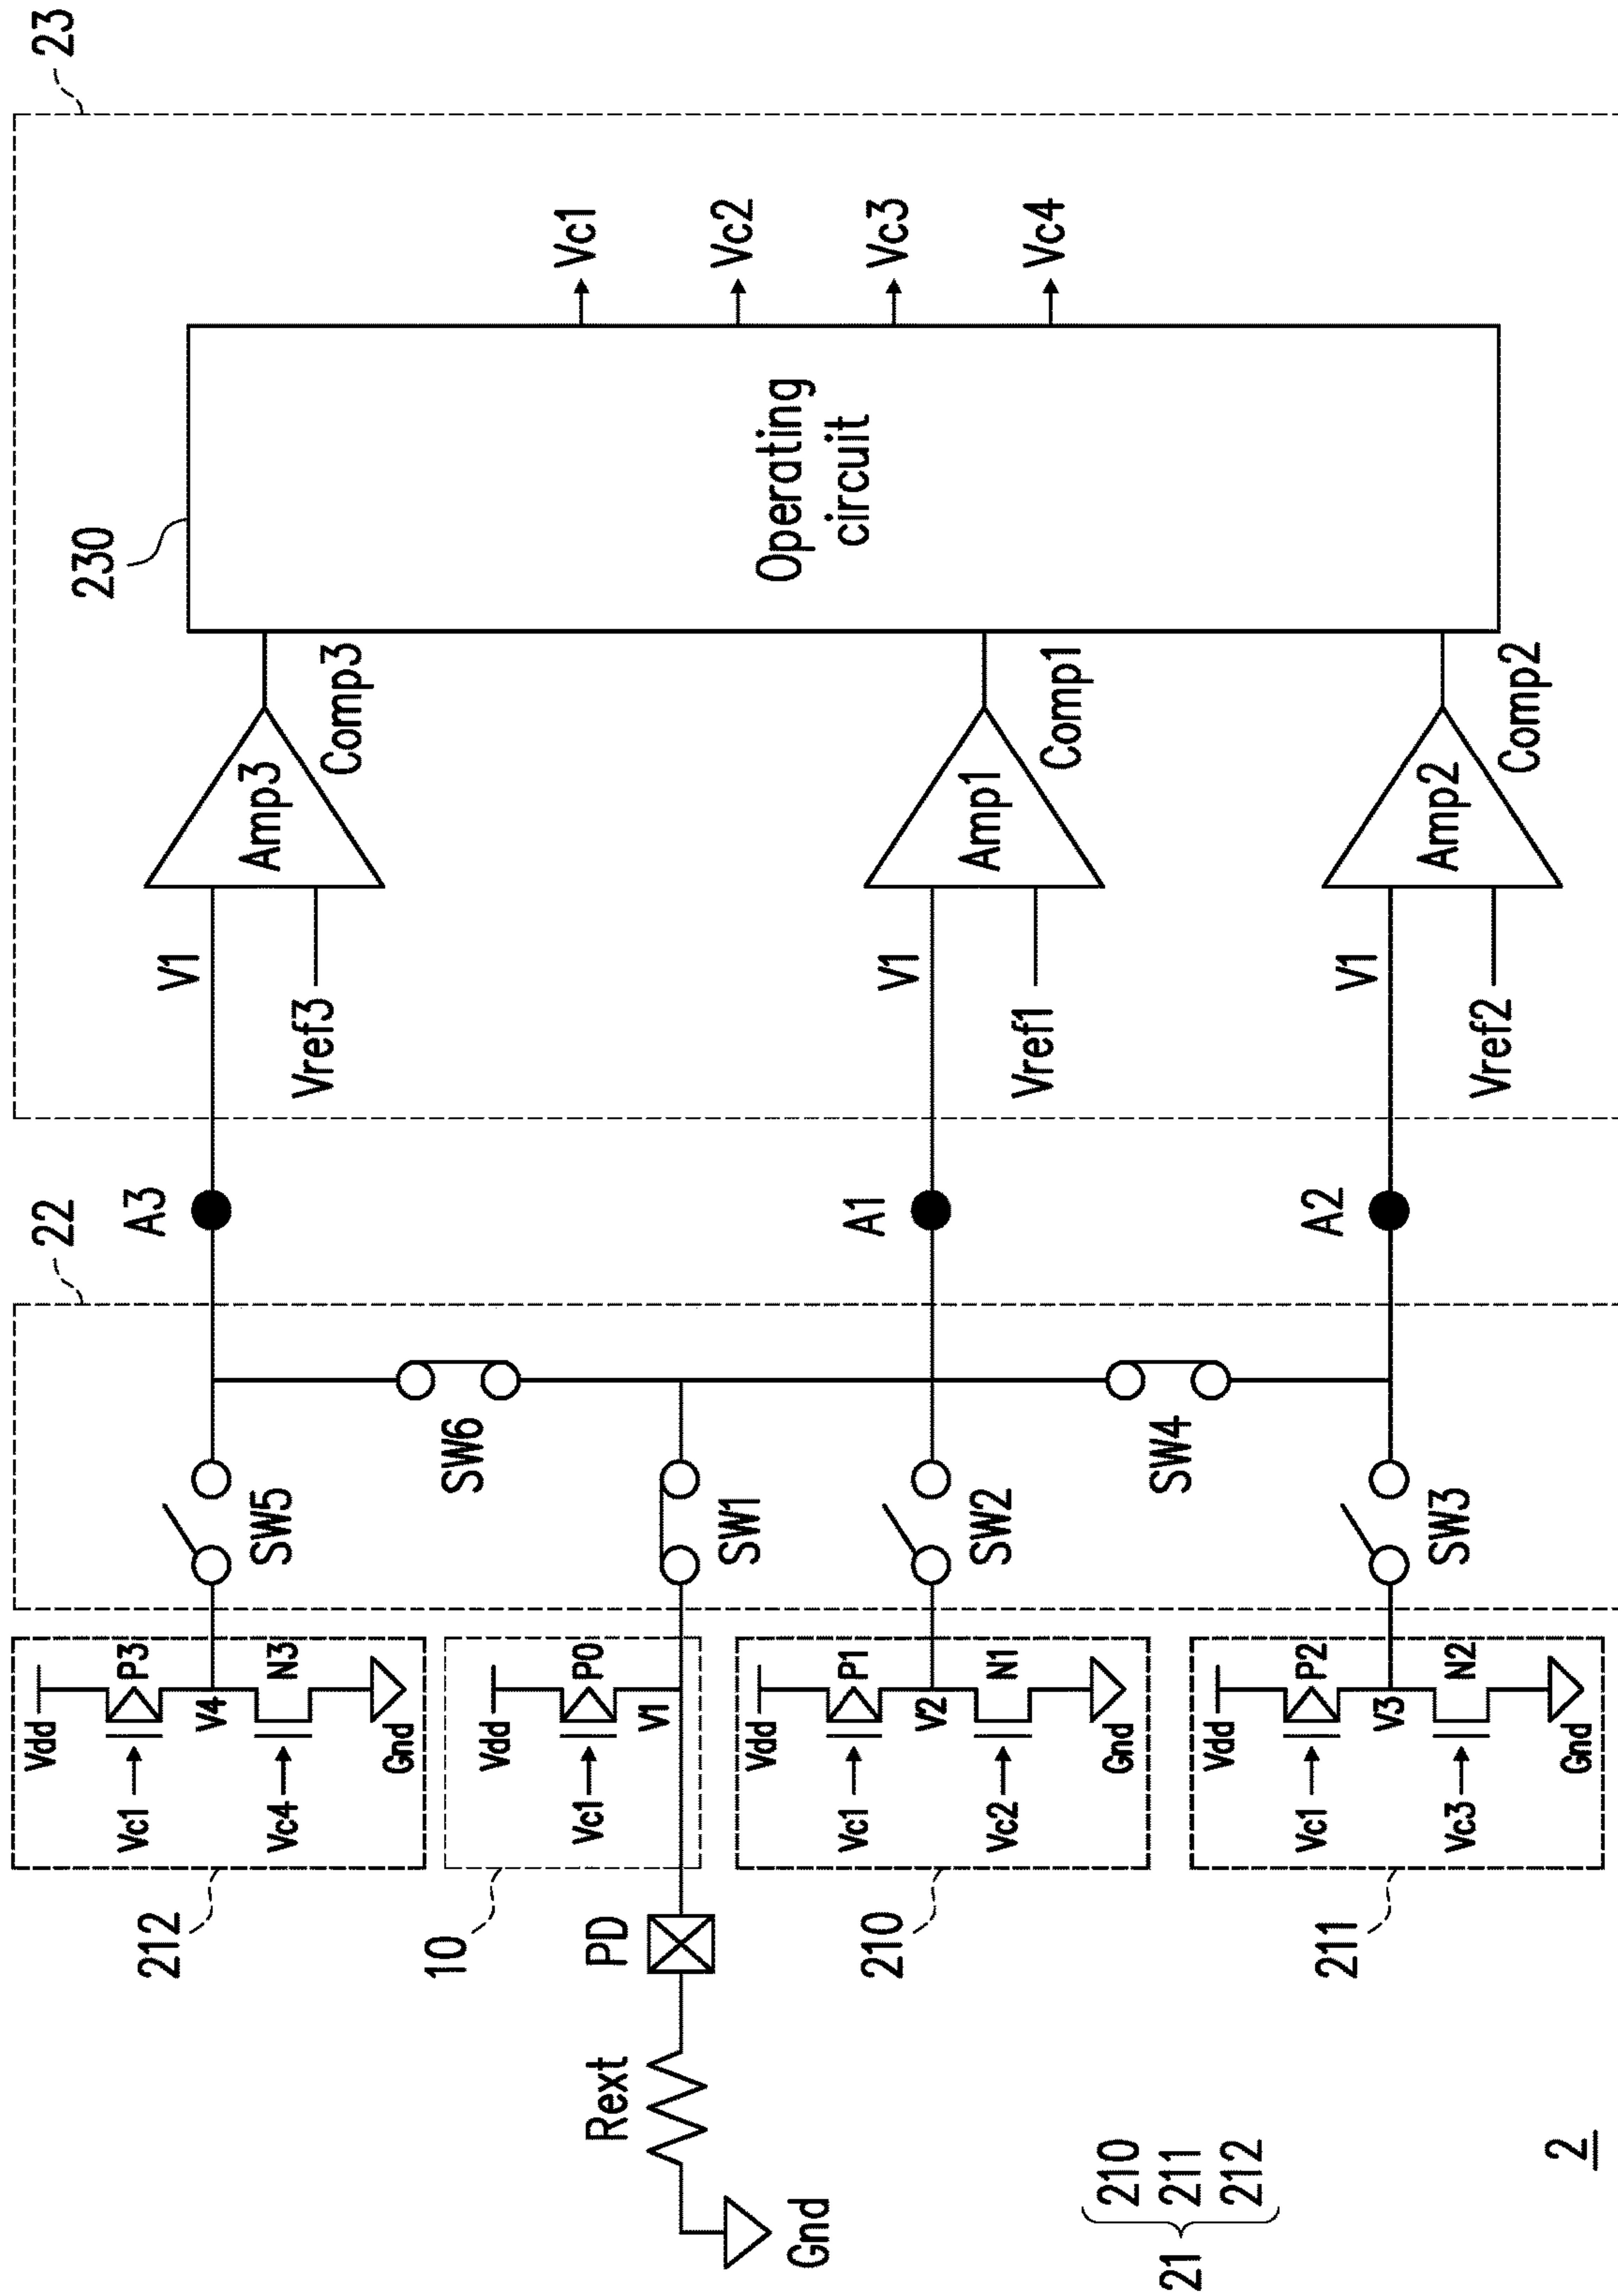 23
230
Operating
circuit
Vc1
Vc2
Vc3
Vc4
Amp3
Comp3
V1
Vref3
Amp1
Comp1
V1
Vref1
Amp2
Comp2
V1
Vref2
22
A3
A1
A2
SW5
SW6
SW1
SW2
SW4
SW3
Vdd
P3
Vc1
V4
N3
Vc4
Gnd
212
Vdd
P0
Vc1
V1
10
Vdd
P1
Vc1
V2
N1
Vc2
Gnd
210
Vdd
P2
Vc1
V3
N2
Vc3
Gnd
211
PD
Rext
Gnd
21
210
211
212
2